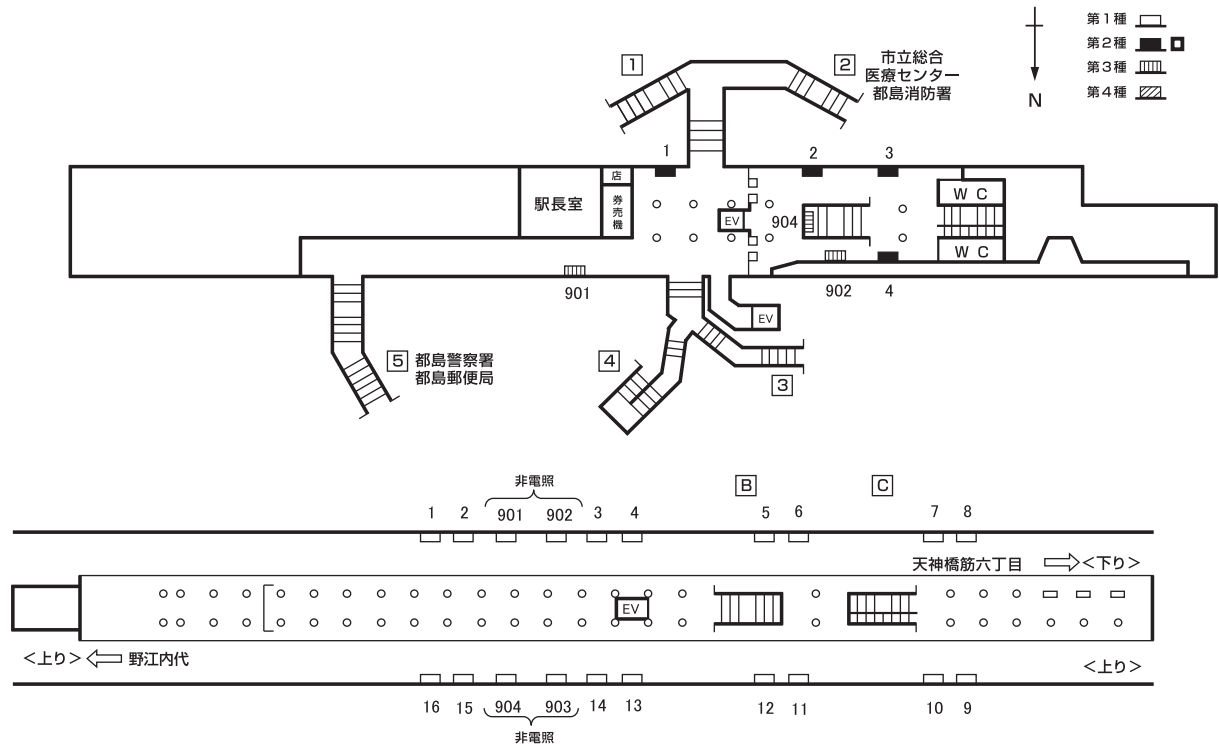 第1種
第2種
第3種
第4種
N
1
2
市立総合
医療センター
都島消防署
1
2
3
店
券売機
駅長室
EV
904
W C
W C
901
902
4
EV
5
都島警察署
都島郵便局
4
3
非電照
B
C
1
2
901
902
3
4
5
6
7
8
天神橋筋六丁目
<下り>
EV
<上り>
野江内代
<上り>
16
15
904
903
14
13
12
11
10
9
非電照